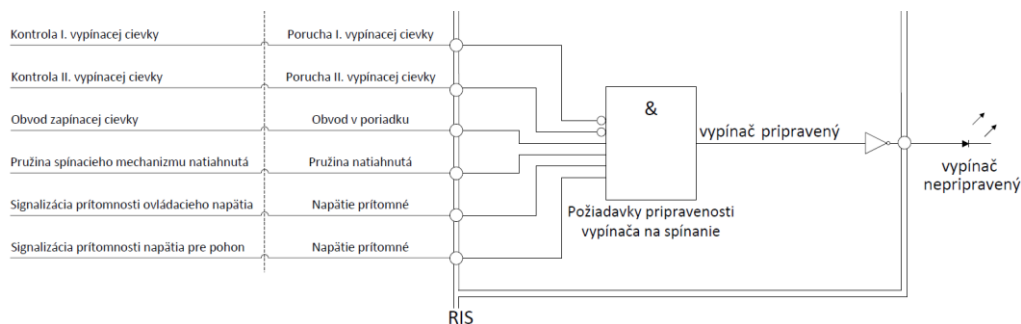 Kontrola I. vypínacej cievky
Porucha I. vypínacej cievky
Kontrola II. vypínacej cievky
Porucha II. vypínacej cievky
Obvod zapínacej cievky
Obvod v poriadku
Pružina spínacieho mechanizmu natiahnutá
Pružina natiahnutá
Signalizácia prítomnosti ovládacieho napätia
Napätie prítomné
Signalizácia prítomnosti napätia pre pohon
Napätie prítomné
&
vypínač pripravený
Požiadavky pripravenosti
vypínača na spínanie
vypínač
nepripravený
RIS